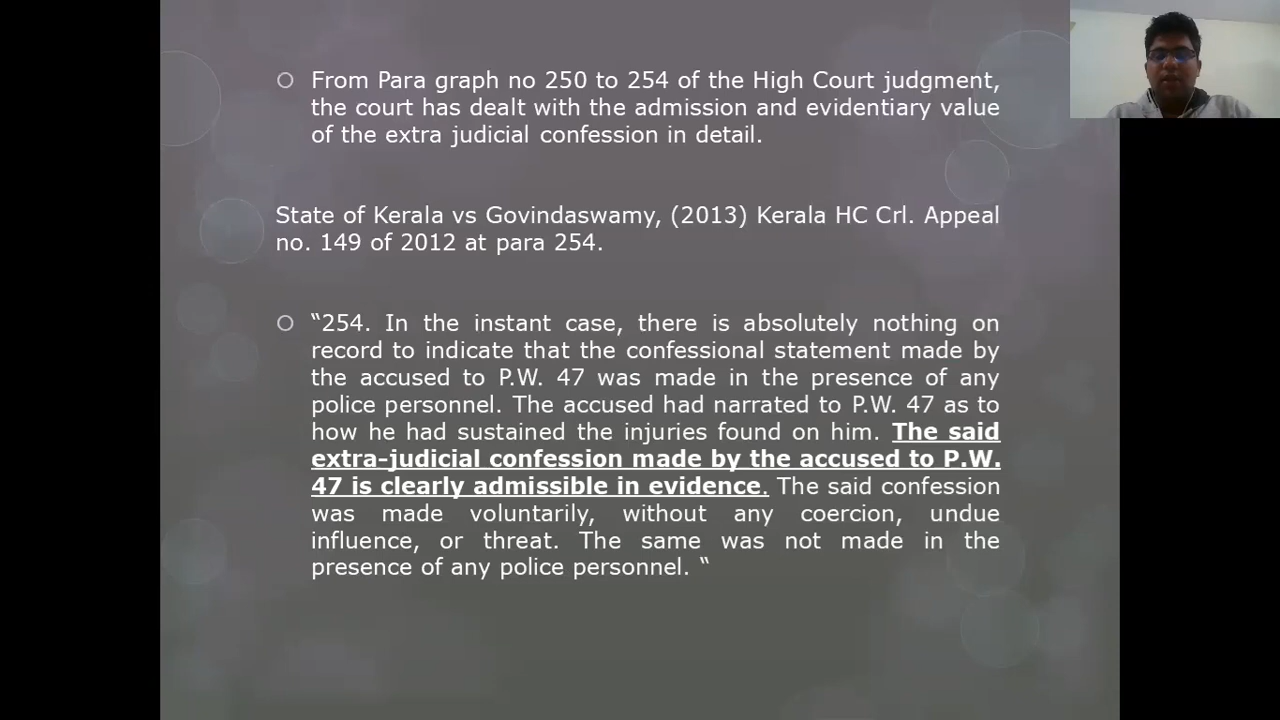 From Para graph no 250 to 254 of the High Court judgment,
the court has dealt with the admission and evidentiary value
of the extra judicial confession in detail.
State of Kerala vs Govindaswamy, (2013) Kerala HC Crl. Appeal
no. 149 of 2012 at para 254.
“254. In the instant case, there is absolutely nothing on
record to indicate that the confessional statement made by
the accused to P.W. 47 was made in the presence of any
police personnel. The accused had narrated to P.W. 47 as to
how he had sustained the injuries found on him. The said
extra-judicial confession made by the accused to P.W.
47 is clearly admissible in evidence. The said confession
was made voluntarily, without any coercion, undue
influence, or threat. The same was not made in the
presence of any police personnel. “